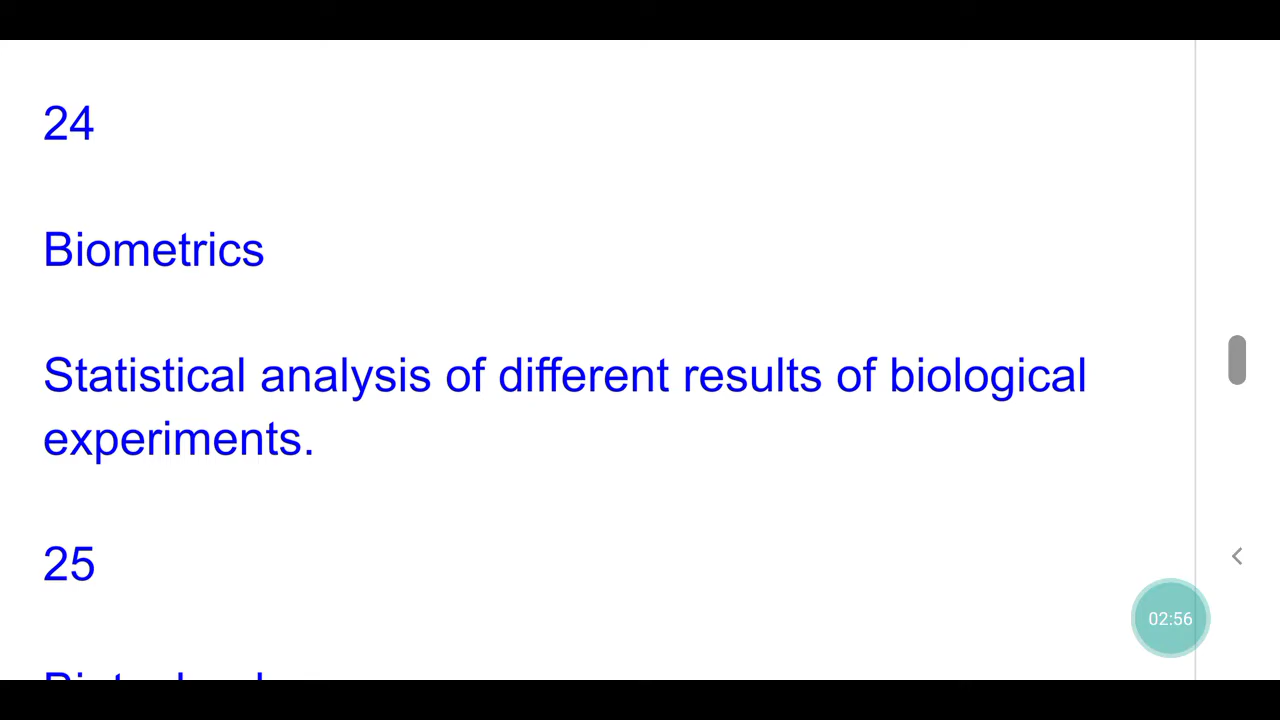 24
Biometrics
Statistical analysis of different results of biological
experiments.
25
02:56